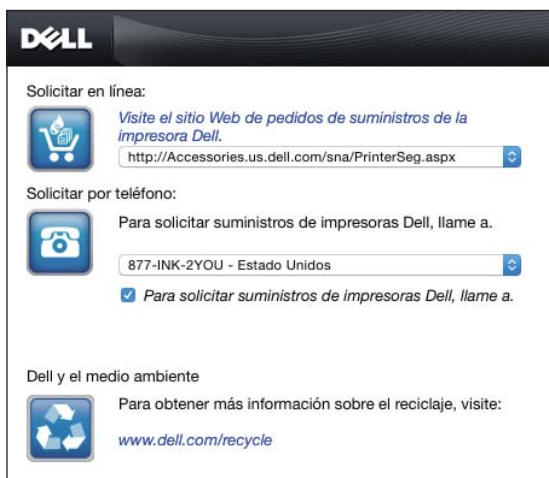 DELL
Solicitar en línea:
Visite el sitio Web de pedidos de suministros de la
impresora Dell.
http://Accessories.us.dell.com/sna/PrinterSeg.aspx
Solicitar por teléfono:
Para solicitar suministros de impresoras Dell, llame a.
877-INK-2YOU - Estado Unidos
Para solicitar suministros de impresoras Dell, llame a.
Dell y el medio ambiente
Para obtener más información sobre el reciclaje, visite:
www.dell.com/recycle